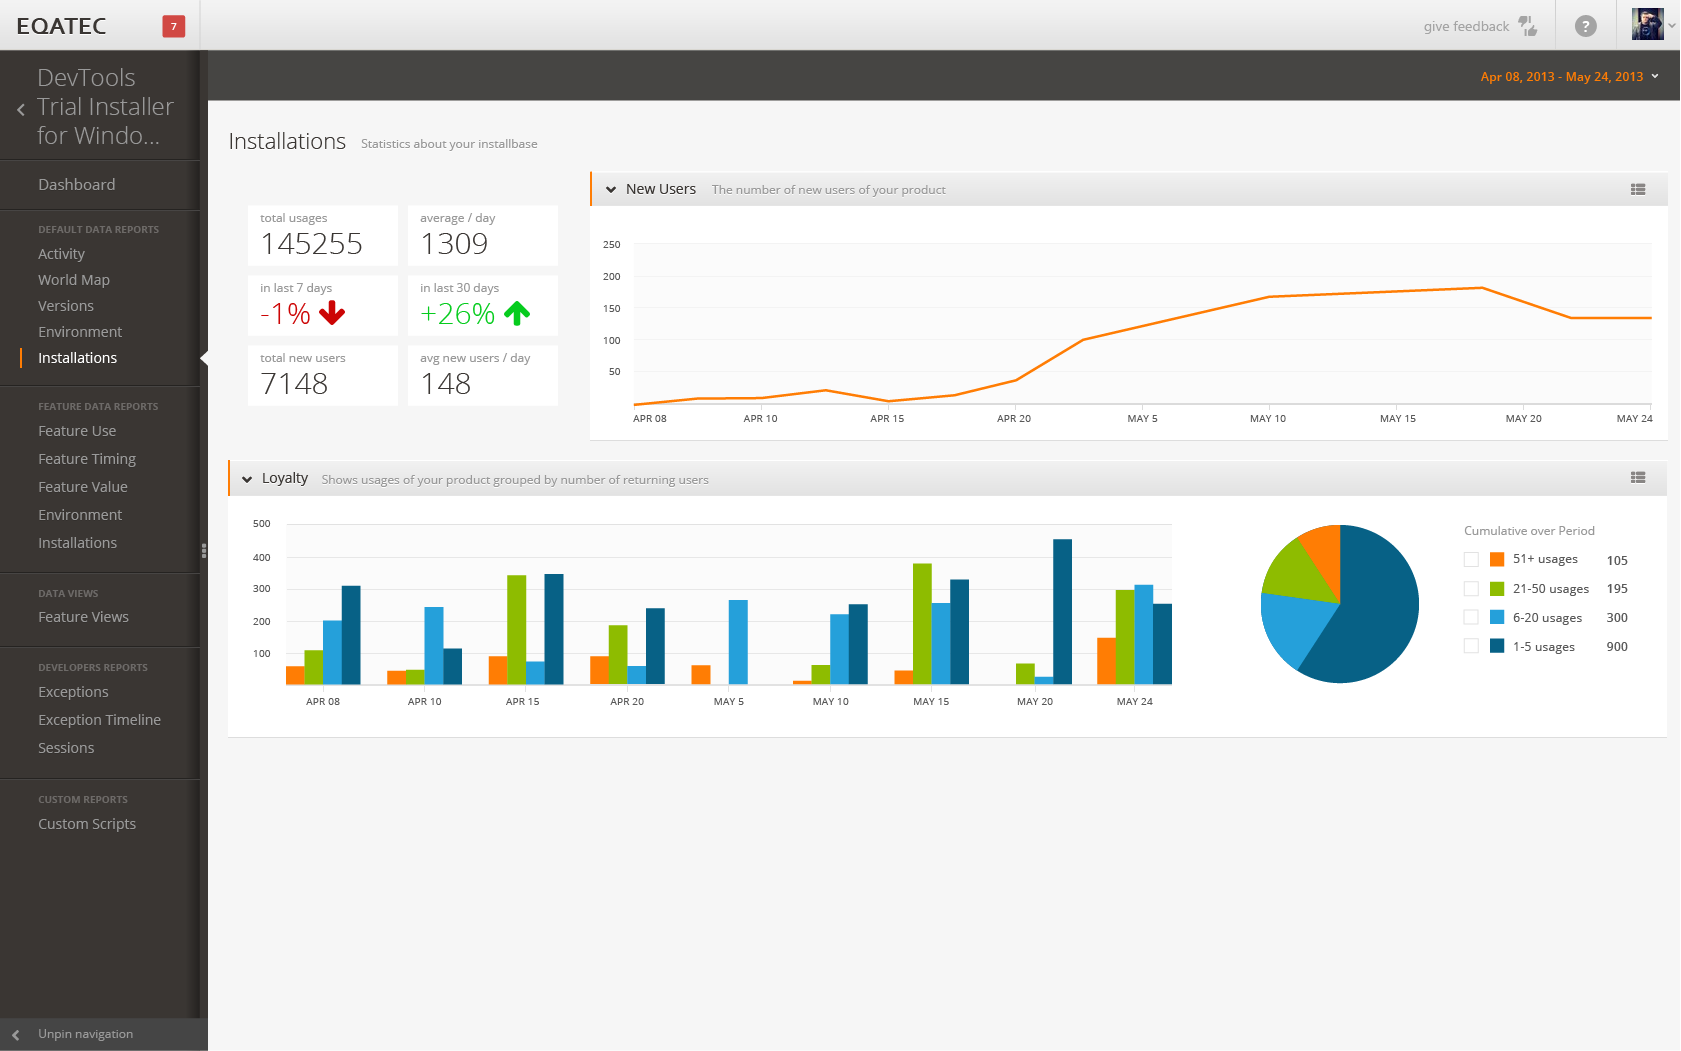 EQATEC
7
give feedback
?
DevTools
Trial Installer
for Windo...
Apr 08, 2013 - May 24, 2013
Dashboard
DEFAULT DATA REPORTS
Activity
World Map
Versions
Environment
Installations
FEATURE DATA REPORTS
Feature Use
Feature Timing
Feature Value
Environment
Installations
DATA VIEWS
Feature Views
DEVELOPERS REPORTS
Exceptions
Exception Timeline
Sessions
CUSTOM REPORTS
Custom Scripts
Unpin navigation
Installations Statistics about your installbase
total usages
145255
average / day
1309
in last 7 days
-1%
in last 30 days
+26%
total new users
7148
avg new users / day
148
New Users The number of new users of your product
250
200
150
100
50
APR 08 APR 10 APR 15 APR 20 MAY 5 MAY 10 MAY 15 MAY 20 MAY 24
Loyalty Shows usages of your product grouped by number of returning users
500
400
300
200
100
APR 08 APR 10 APR 15 APR 20 MAY 5 MAY 10 MAY 15 MAY 20 MAY 24
Cumulative over Period
51+ usages 105
21-50 usages 195
6-20 usages 300
1-5 usages 900